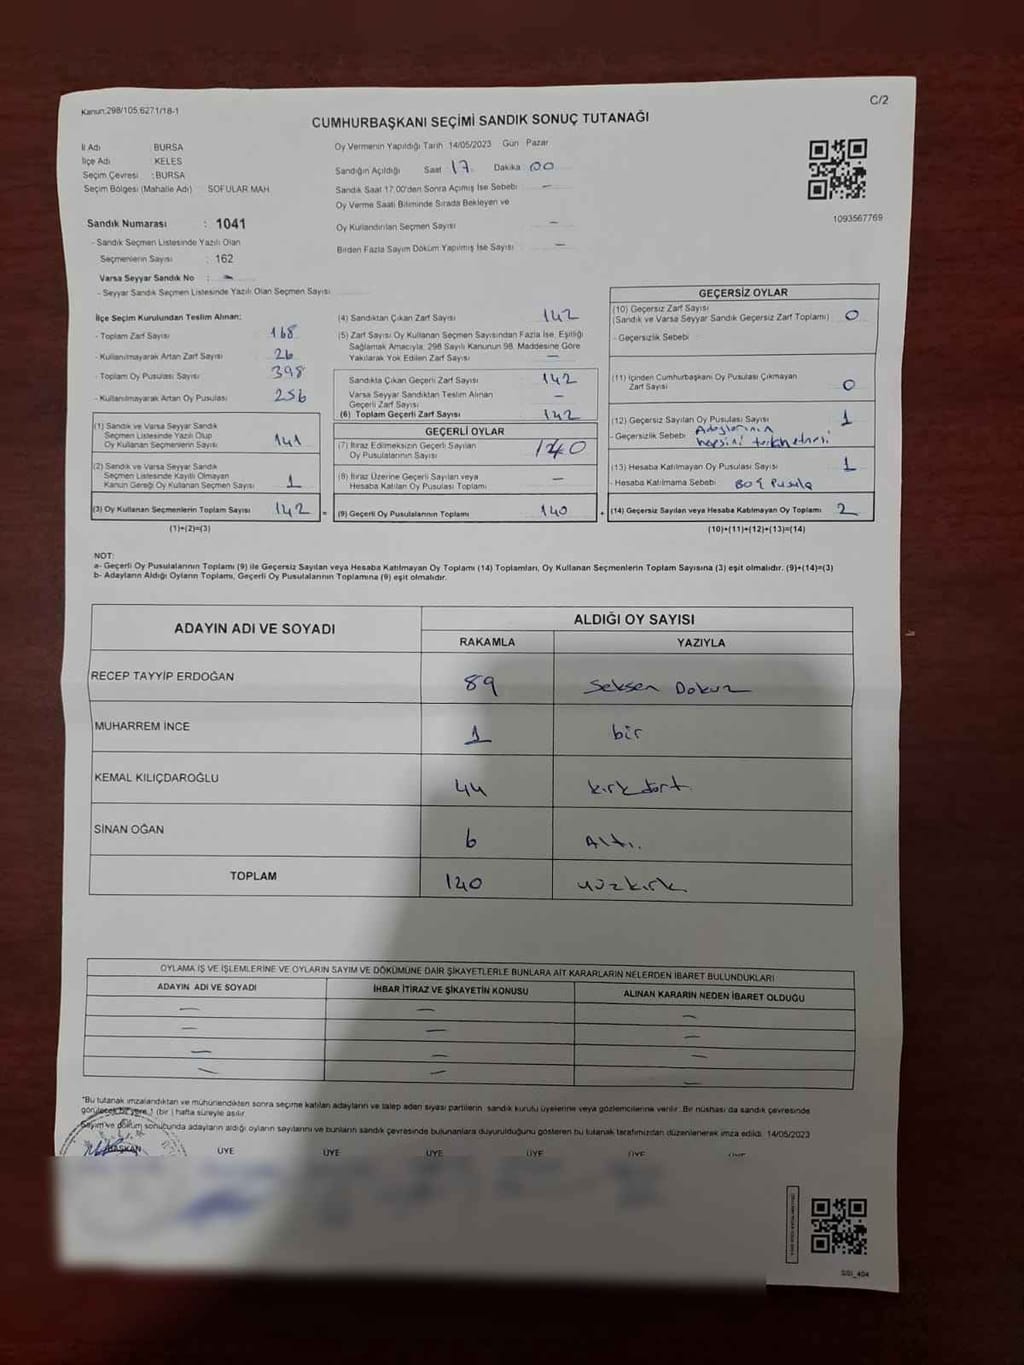 Kanun:298/105,6271/18-1
C/2
CUMHURBAŞKANI SEÇİMİ SANDIK SONUÇ TUTANAĞI
İl Adı BURSA
İlçe Adı KELES
Seçim Çevresi : BURSA
Seçim Bölgesi (Mahalle Adı) SOFULAR MAH
Sandık Numarası : 1041
- Sandık Seçmen Listesinde Yazılı Olan
Seçmenlerin Sayısı : 162
Varsa Seyyar Sandık No : -
- Seyyar Sandık Seçmen Listesinde Yazılı Olan Seçmen Sayısı
Oy Vermenin Yapıldığı Tarih 14/05/2023 Gün Pazar
Sandığın Açıldığı Saat 17 Dakika 00
Sandık Saat 17.00'den Sonra Açımış İse Sebebi -
Oy Verme Saati Bitiminde Sırada Bekleyen ve
Oy Kullandırılan Seçmen Sayısı -
Birden Fazla Sayım Döküm Yapılmış İse Sayısı -
1093567769
İlçe Seçim Kurulundan Teslim Alınan:
- Toplam Zarf Sayısı 168
- Kullanılmayarak Artan Zarf Sayısı 26
- Toplam Oy Pusulası Sayısı 398
- Kullanılmayarak Artan Oy Pusulası 256
(1) Sandık ve Varsa Seyyar Sandık
Seçmen Listesinde Yazılı Olup
Oy Kullanan Seçmenlerin Sayısı 141
(2) Sandık ve Varsa Seyyar Sandık
Seçmen Listesinde Kayıtlı Olmayan
Kanun Gereği Oy Kullanan Seçmen Sayısı 1
(3) Oy Kullanan Seçmenlerin Toplam Sayısı 142 =
(1)+(2)=(3)
(4) Sandıktan Çıkan Zarf Sayısı 142
(5) Zarf Sayısı Oy Kullanan Seçmen Sayısından Fazla İse, Eşitliği
Sağlamak Amacıyla, 298 Sayılı Kanunun 98. Maddesine Göre
Yakılarak Yok Edilen Zarf Sayısı -
Sandıkta Çıkan Geçerli Zarf Sayısı 142
Varsa Seyyar Sandıktan Teslim Alınan
Geçerli Zarf Sayısı -
(6) Toplam Geçerli Zarf Sayısı 142
GEÇERLİ OYLAR
(7) İtiraz Edilmeksizin Geçerli Sayılan
Oy Pusulalarının Sayısı 140
(8) İtiraz Üzerine Geçerli Sayılan veya
Hesaba Katılan Oy Pusulası Toplamı -
(9) Geçerli Oy Pusulalarının Toplamı 140 +
GEÇERSİZ OYLAR
(10) Geçersiz Zarf Sayısı
(Sandık ve Varsa Seyyar Sandık Geçersiz Zarf Toplamı) 0
- Geçersizlik Sebebi
(11) İçinden Cumhurbaşkanı Oy Pusulası Çıkmayan
Zarf Sayısı 0
(12) Geçersiz Sayılan Oy Pusulası Sayısı 1
- Geçersizlik Sebebi Adaylarının
hepsini
(13) Hesaba Katılmayan Oy Pusulası Sayısı 1
- Hesaba Katılmama Sebebi Boş Pusula
(14) Geçersiz Sayılan veya Hesaba Katılmayan Oy Toplamı 2
(10)+(11)+(12)+(13)=(14)
NOT:
a- Geçerli Oy Pusulalarının Toplamı (9) ile Geçersiz Sayılan veya Hesaba Katılmayan Oy Toplamı (14) Toplamları, Oy Kullanan Seçmenlerin Toplam Sayısına (3) eşit olmalıdır. (9)+(14)=(3)
b- Adayların Aldığı Oyların Toplamı, Geçerli Oy Pusulalarının Toplamına (9) eşit olmalıdır.
ADAYIN ADI VE SOYADI
ALDIĞI OY SAYISI
RAKAMLA YAZIYLA
RECEP TAYYİP ERDOĞAN 89 Seksen Dokuz
MUHARREM İNCE 1 bir
KEMAL KILIÇDAROĞLU 44 kırkdört
SİNAN OĞAN 6 Altı.
TOPLAM 140 yüzkırk
OYLAMA İŞ VE İŞLEMLERİNE VE OYLARIN SAYIM VE DÖKÜMÜNE DAİR ŞİKAYETLERLE BUNLARA AİT KARARLARIN NELERDEN İBARET BULUNDUKLARI
ADAYIN ADI VE SOYADI İHBAR İTİRAZ VE ŞİKAYETİN KONUSU ALINAN KARARIN NEDEN İBARET OLDUĞU
- - -
- - -
- - -
- - -
"Bu tutanak imzalandıktan ve mühürlendikten sonra seçime katılan adayların ve talep eden siyasi partilerin sandık kurulu üyelerine veya gözlemcilerine verilir. Bir nüshası da sandık çevresinde
görülecek bir yere 1 (bir) hafta süreyle asılır.
Sayım ve döküm sonucunda adayların aldığı oyların sayılarını ve bunların sandık çevresinde bulunanlara duyurulduğunu gösteren bu tutanak tarafımızdan düzenlenerek imza edildi. 14/05/2023
BAŞKAN ÜYE ÜYE ÜYE ÜYE ÜYE ÜYE